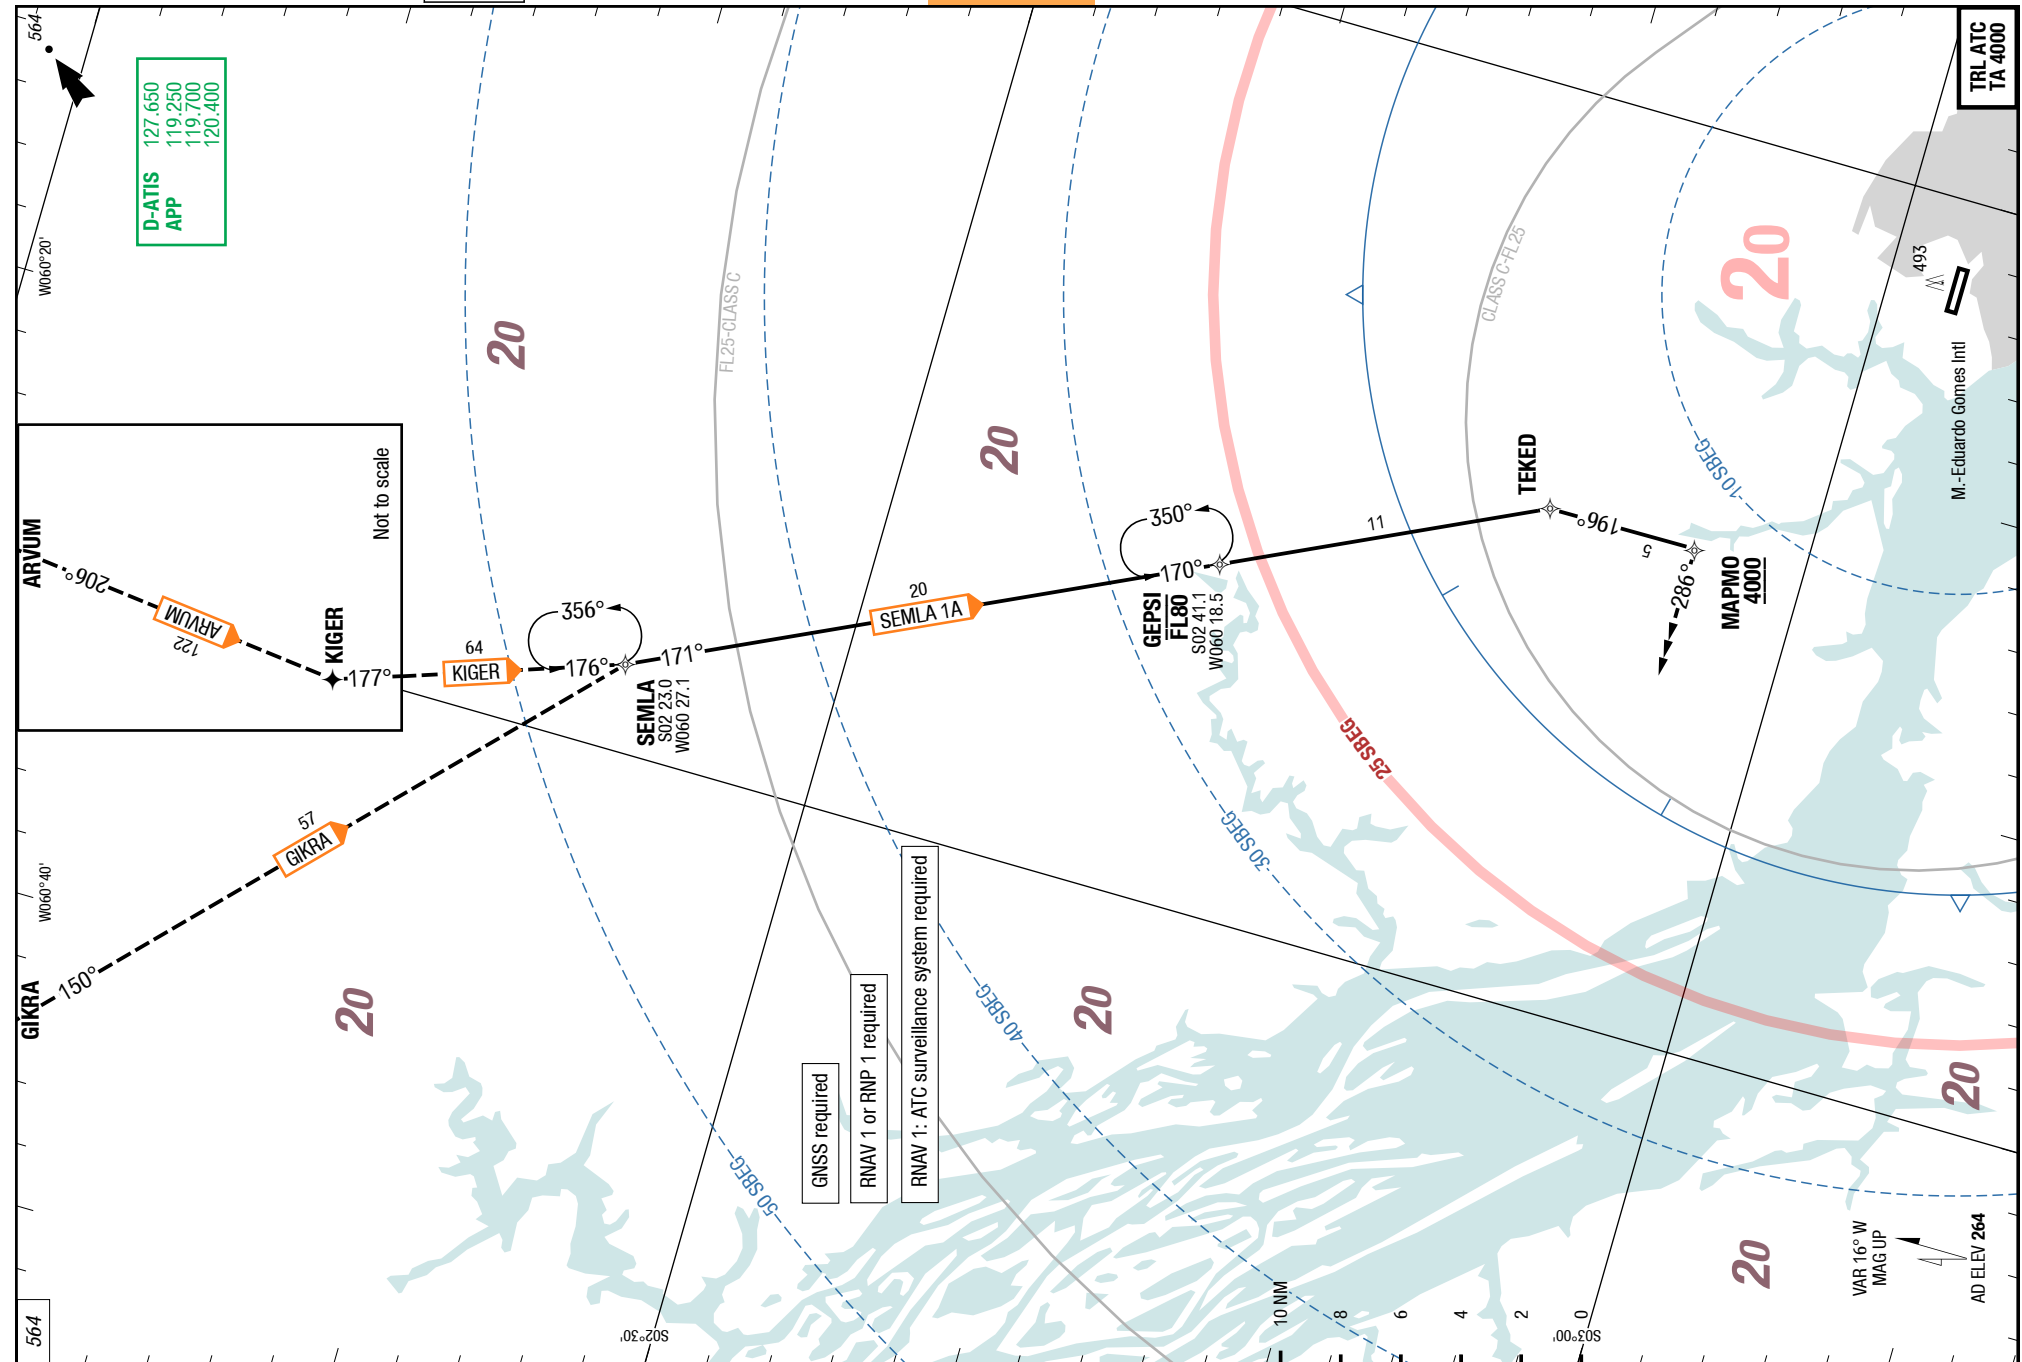 564
D-ATIS 127.650
APP 119.250
119.700
120.400
W060°20'
TRL ATC
TA 4000
FL25-CLASS C
CLASS C-FL25
20
20
20
493
M.-Eduardo Gomes Intl
10 SBEG
Not to scale
ARVUM
206°
ARVUM
122
KIGER
177°
64
KIGER
356°
176°
171°
SEMLA
S02 23.0
W060 27.1
20
SEMLA 1A
350°
170°
GEPSI
FL80
S02 41.1
W060 18.5
11
TEKED
196°
5
286°
MAPMO
4000
25 SBEG
30 SBEG
40 SBEG
50 SBEG
57
GIKRA
W060°40'
GIKRA
150°
20
20
20
20
GNSS required
RNAV 1 or RNP 1 required
RNAV 1: ATC surveillance system required
VAR 16° W
MAG UP
AD ELEV 264
10 NM
8
6
4
2
0
S02°30'
S03°00'
564